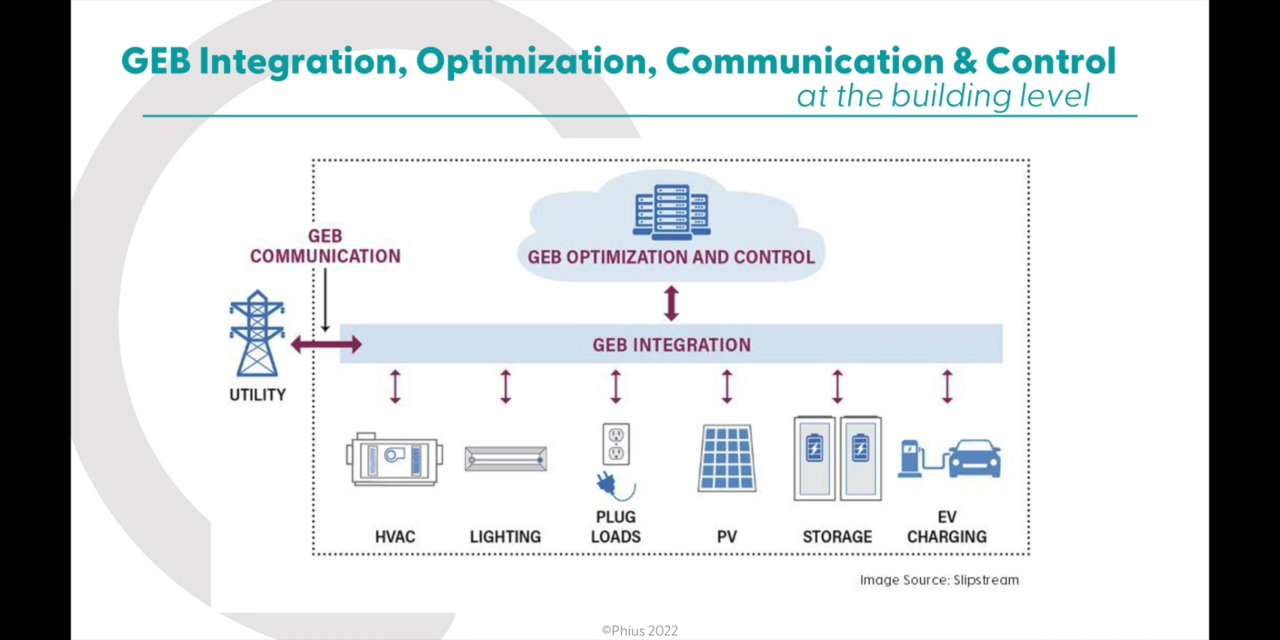 GEB Integration, Optimization, Communication & Control
at the building level
GEB
COMMUNICATION
GEB OPTIMIZATION AND CONTROL
GEB INTEGRATION
UTILITY
HVAC
LIGHTING
PLUG
LOADS
PV
STORAGE
EV
CHARGING
Image Source: Slipstream
©Phius 2022